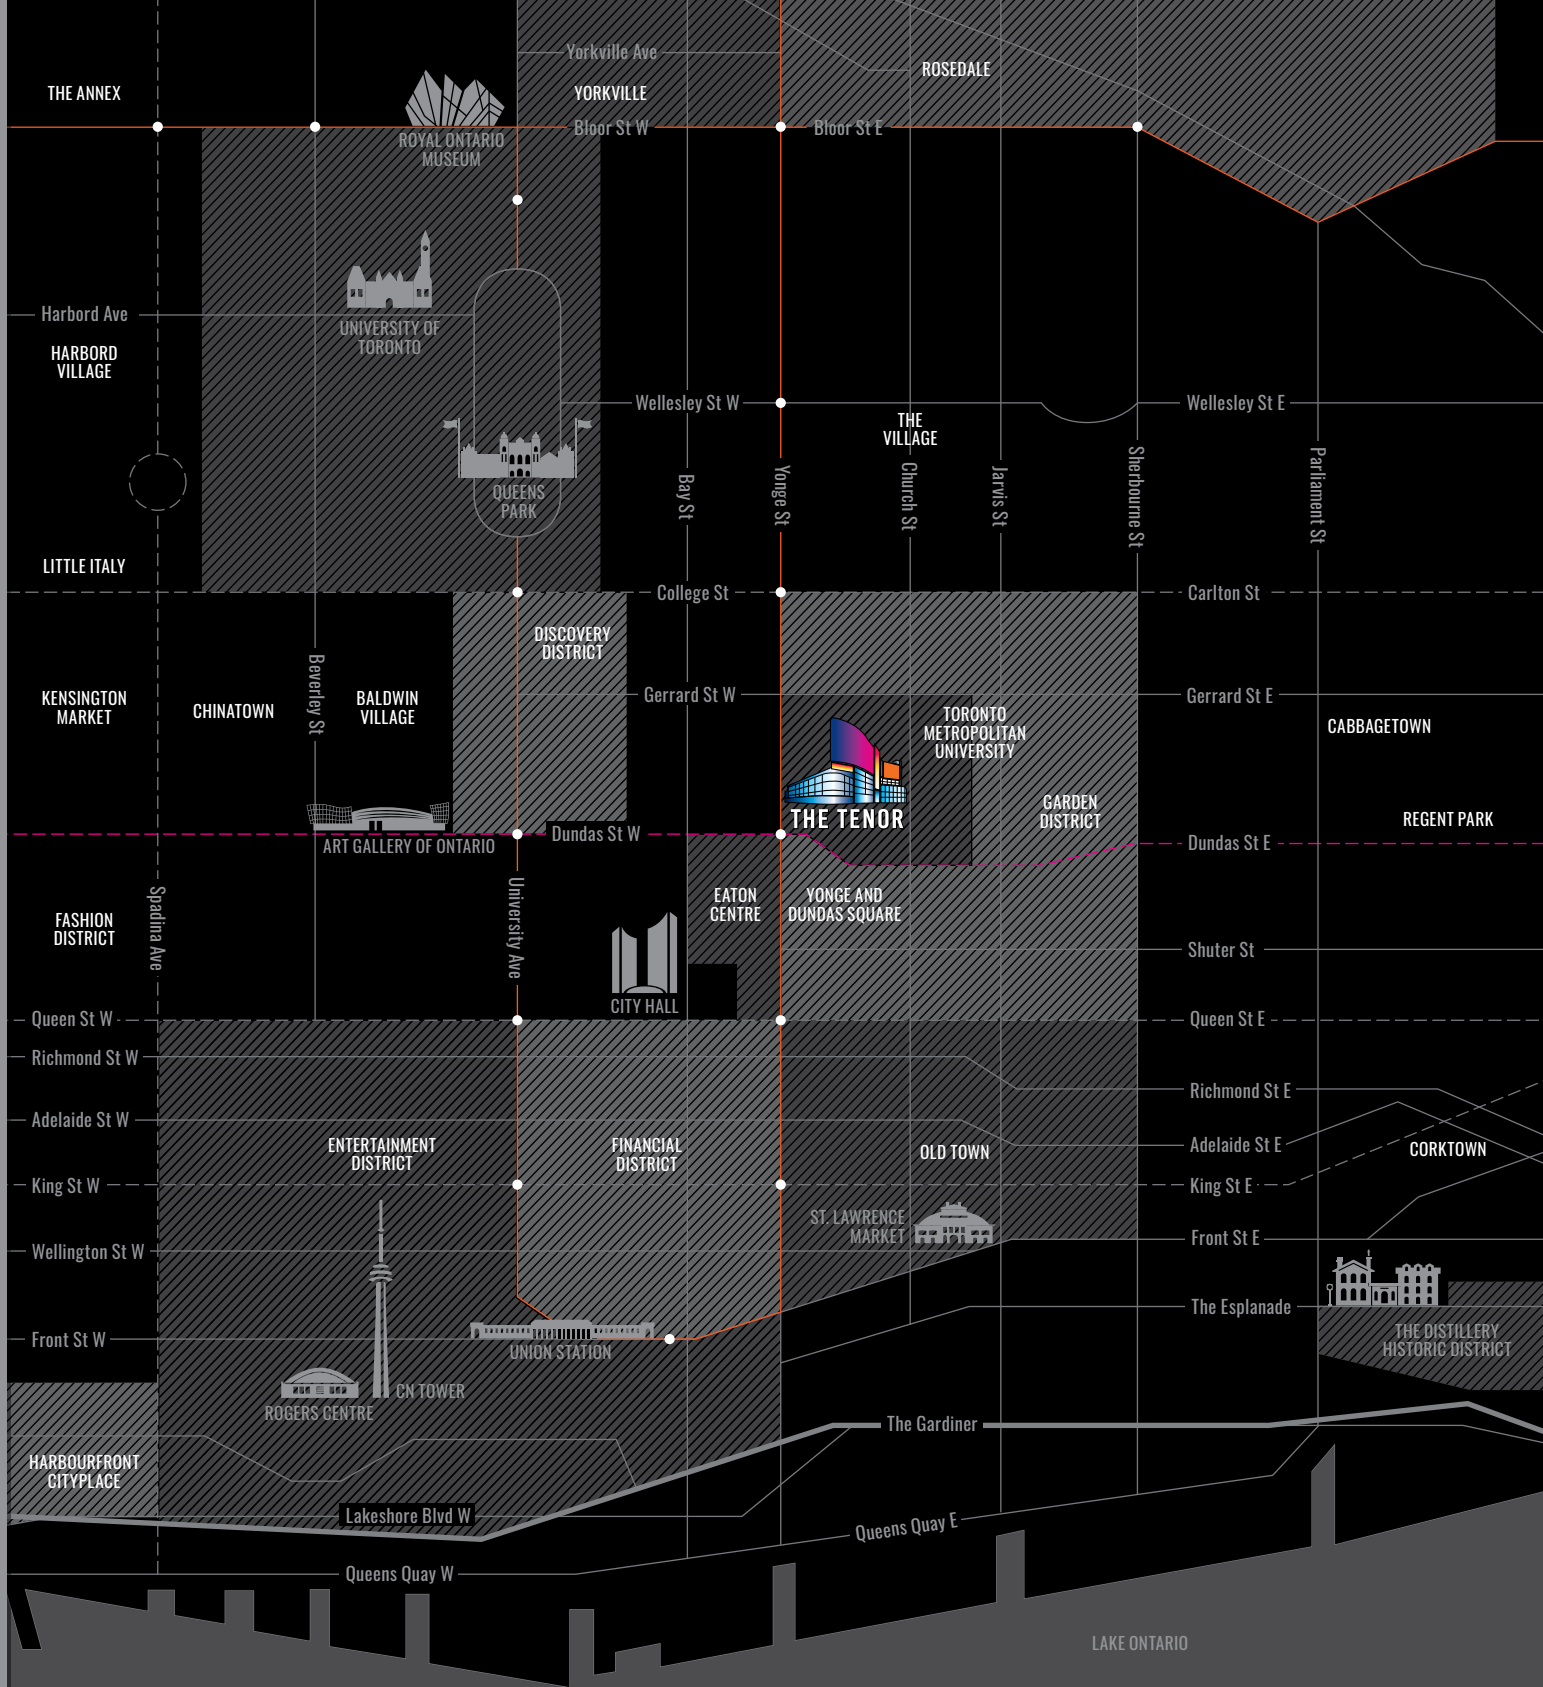 Yorkville Ave
ROSEDALE
THE ANNEX
YORKVILLE
Bloor St W
Bloor St E
ROYAL ONTARIO
MUSEUM
Harbord Ave
UNIVERSITY OF
TORONTO
HARBORD
VILLAGE
Wellesley St W
Wellesley St E
THE
VILLAGE
QUEENS
PARK
Bay St
Yonge St
Church St
Jarvis St
Sherbourne St
Parliament St
LITTLE ITALY
College St
Carlton St
DISCOVERY
DISTRICT
Beverley St
KENSINGTON
MARKET
CHINATOWN
BALDWIN
VILLAGE
Gerrard St W
Gerrard St E
TORONTO
METROPOLITAN
UNIVERSITY
CABBAGETOWN
THE TENOR
GARDEN
DISTRICT
REGENT PARK
Dundas St W
Dundas St E
ART GALLERY OF ONTARIO
Spadina Ave
University Ave
EATON
CENTRE
YONGE AND
DUNDAS SQUARE
FASHION
DISTRICT
Shuter St
CITY HALL
Queen St W
Queen St E
Richmond St W
Richmond St E
Adelaide St W
Adelaide St E
ENTERTAINMENT
DISTRICT
FINANCIAL
DISTRICT
OLD TOWN
CORKTOWN
King St W
King St E
ST. LAWRENCE
MARKET
Wellington St W
Front St E
The Esplanade
Front St W
UNION STATION
THE DISTILLERY
HISTORIC DISTRICT
CN TOWER
ROGERS CENTRE
The Gardiner
HARBOURFRONT
CITYPLACE
Lakeshore Blvd W
Queens Quay E
Queens Quay W
LAKE ONTARIO